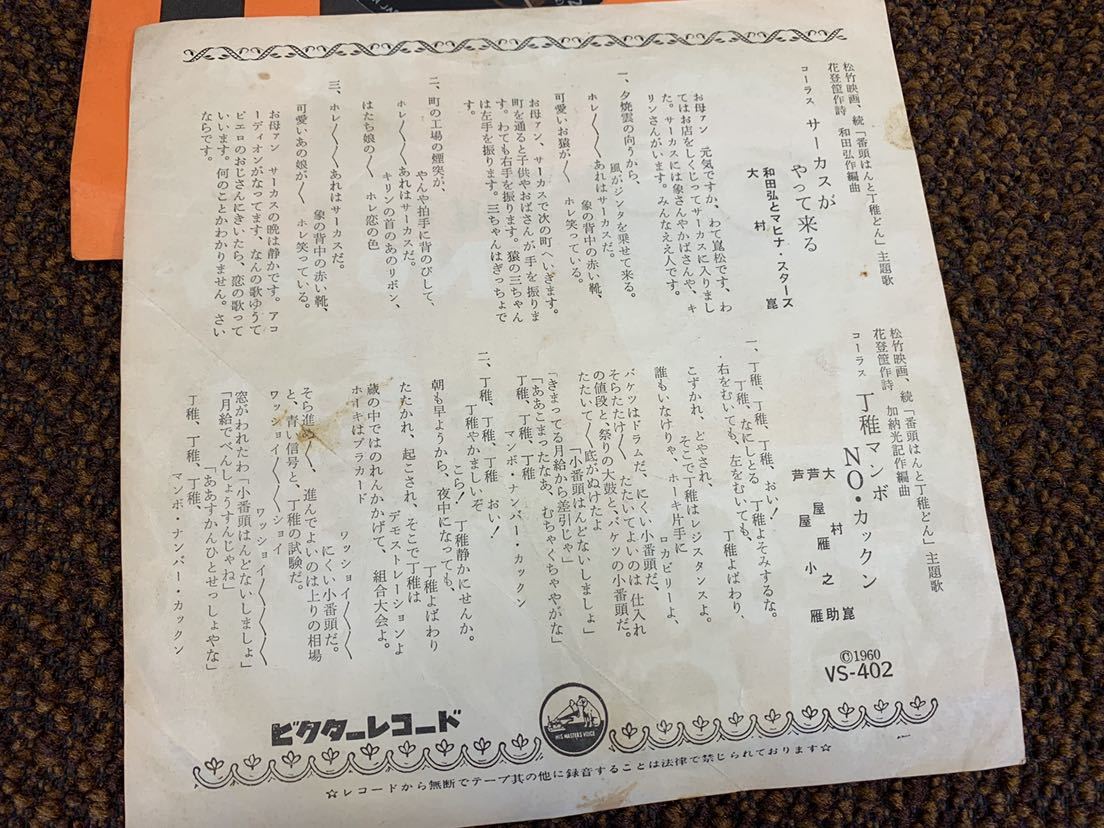 松竹映画、続「番頭はんと丁稚どん」主題歌
花登筐作詩　和田弘作編曲
コーラス　サーカスが
やって来る
和田弘とマヒナ・スターズ
大村崑
お母アン　元気ですか、わて崑松です、わ
てはお店をしくじってサーカスに入りまし
た。サーカスには象さんやかばさんや、キ
リンさんがいます。みんなええ人です。
一、夕焼雲の向うから、
風がジンタを乗せて来る。
ホレ〳〵あれはサーカスだ。
象の背中の赤い靴、
可愛いお猿が〳〵　ホレ笑っている。
お母アン、サーカスで次の町へいきます。
町を通ると子供やおばさんが手を振りま
す。わても右手を振ります。猿の三ちゃん
は左手を振ります。三ちゃんはぎっちょで
す。
二、町の工場の煙突が、
やんや拍手に背のびして、
ホレ〳〵あれはサーカスだ。
キリンの首のあのリボン、
はたち娘の〳〵　ホレ恋の色
三、ホレ〳〵あれはサーカスだ。
象の背中の赤い靴、
可愛いあの娘が〳〵　ホレ笑っている。
お母アン　サーカスの晩は静かです。アコ
ーディオンがなってます、なんの歌ゆうて
ピエロのおじさんにきいたら、恋の歌って
いいます。何のことかわかりません。さい
ならです。
松竹映画、続「番頭はんと丁稚どん」主題歌
花登筐作詩　加納光記作編曲
コーラス　丁稚マンボ
NO・カックン
大村崑
芦屋雁之助
芦屋小雁
一、丁稚、丁稚、丁稚、おい！
丁稚、なにしとる　丁稚よそみするな。
右をむいても、左をむいても、
丁稚よばわり、
こずかれ、どやされ、
そこで丁稚はレジスタンスよ。
誰もいなけりゃ、ホーキ片手に
ロカビリーよ、
バケツはドラムだ、にくい小番頭だ、
そらたたけ〳〵　たたいてよいのは仕入れ
の値段と、祭りの大鼓と、バケツの小番頭だ。
たたいて〳〵底がぬけたよ
「小番頭はんどないしましょ」
「きまってる月給から差引じゃ」
「ああこまったなあ、むちゃくちゃやがな」
丁稚、丁稚、丁稚
マンボ・ナンバー・カックン
二、丁稚、丁稚、丁稚　おい！
丁稚やかましいぞ
こら！　丁稚静かにせんか。
朝も早ようから、夜中になっても、
丁稚よばわり
たたかれ、起こされ、そこで丁稚は
デモストレーションよ
蔵の中ではのれんかかげて、組合大会よ。
ホーキはプラカード
ワッショイ〳〵
にくい小番頭だ。
そら進め〳〵、進んでよいのは上りの相場
と、青い信号と、丁稚の試験だ。
ワッショイ〳〵
ワッショイ〳〵ショイ
窓がわれたわ「小番頭はんどないしましょ」
「月給でべんしょうすんじゃね」
「ああすかんひとせっしょやな」
丁稚、丁稚、丁稚、
マンボ・ナンバー・カックン
Ⓒ1960
VS-402
ビクターレコード
HIS MASTER'S VOICE
☆レコードから無断でテープ其の他に録音することは法律で禁じられております☆